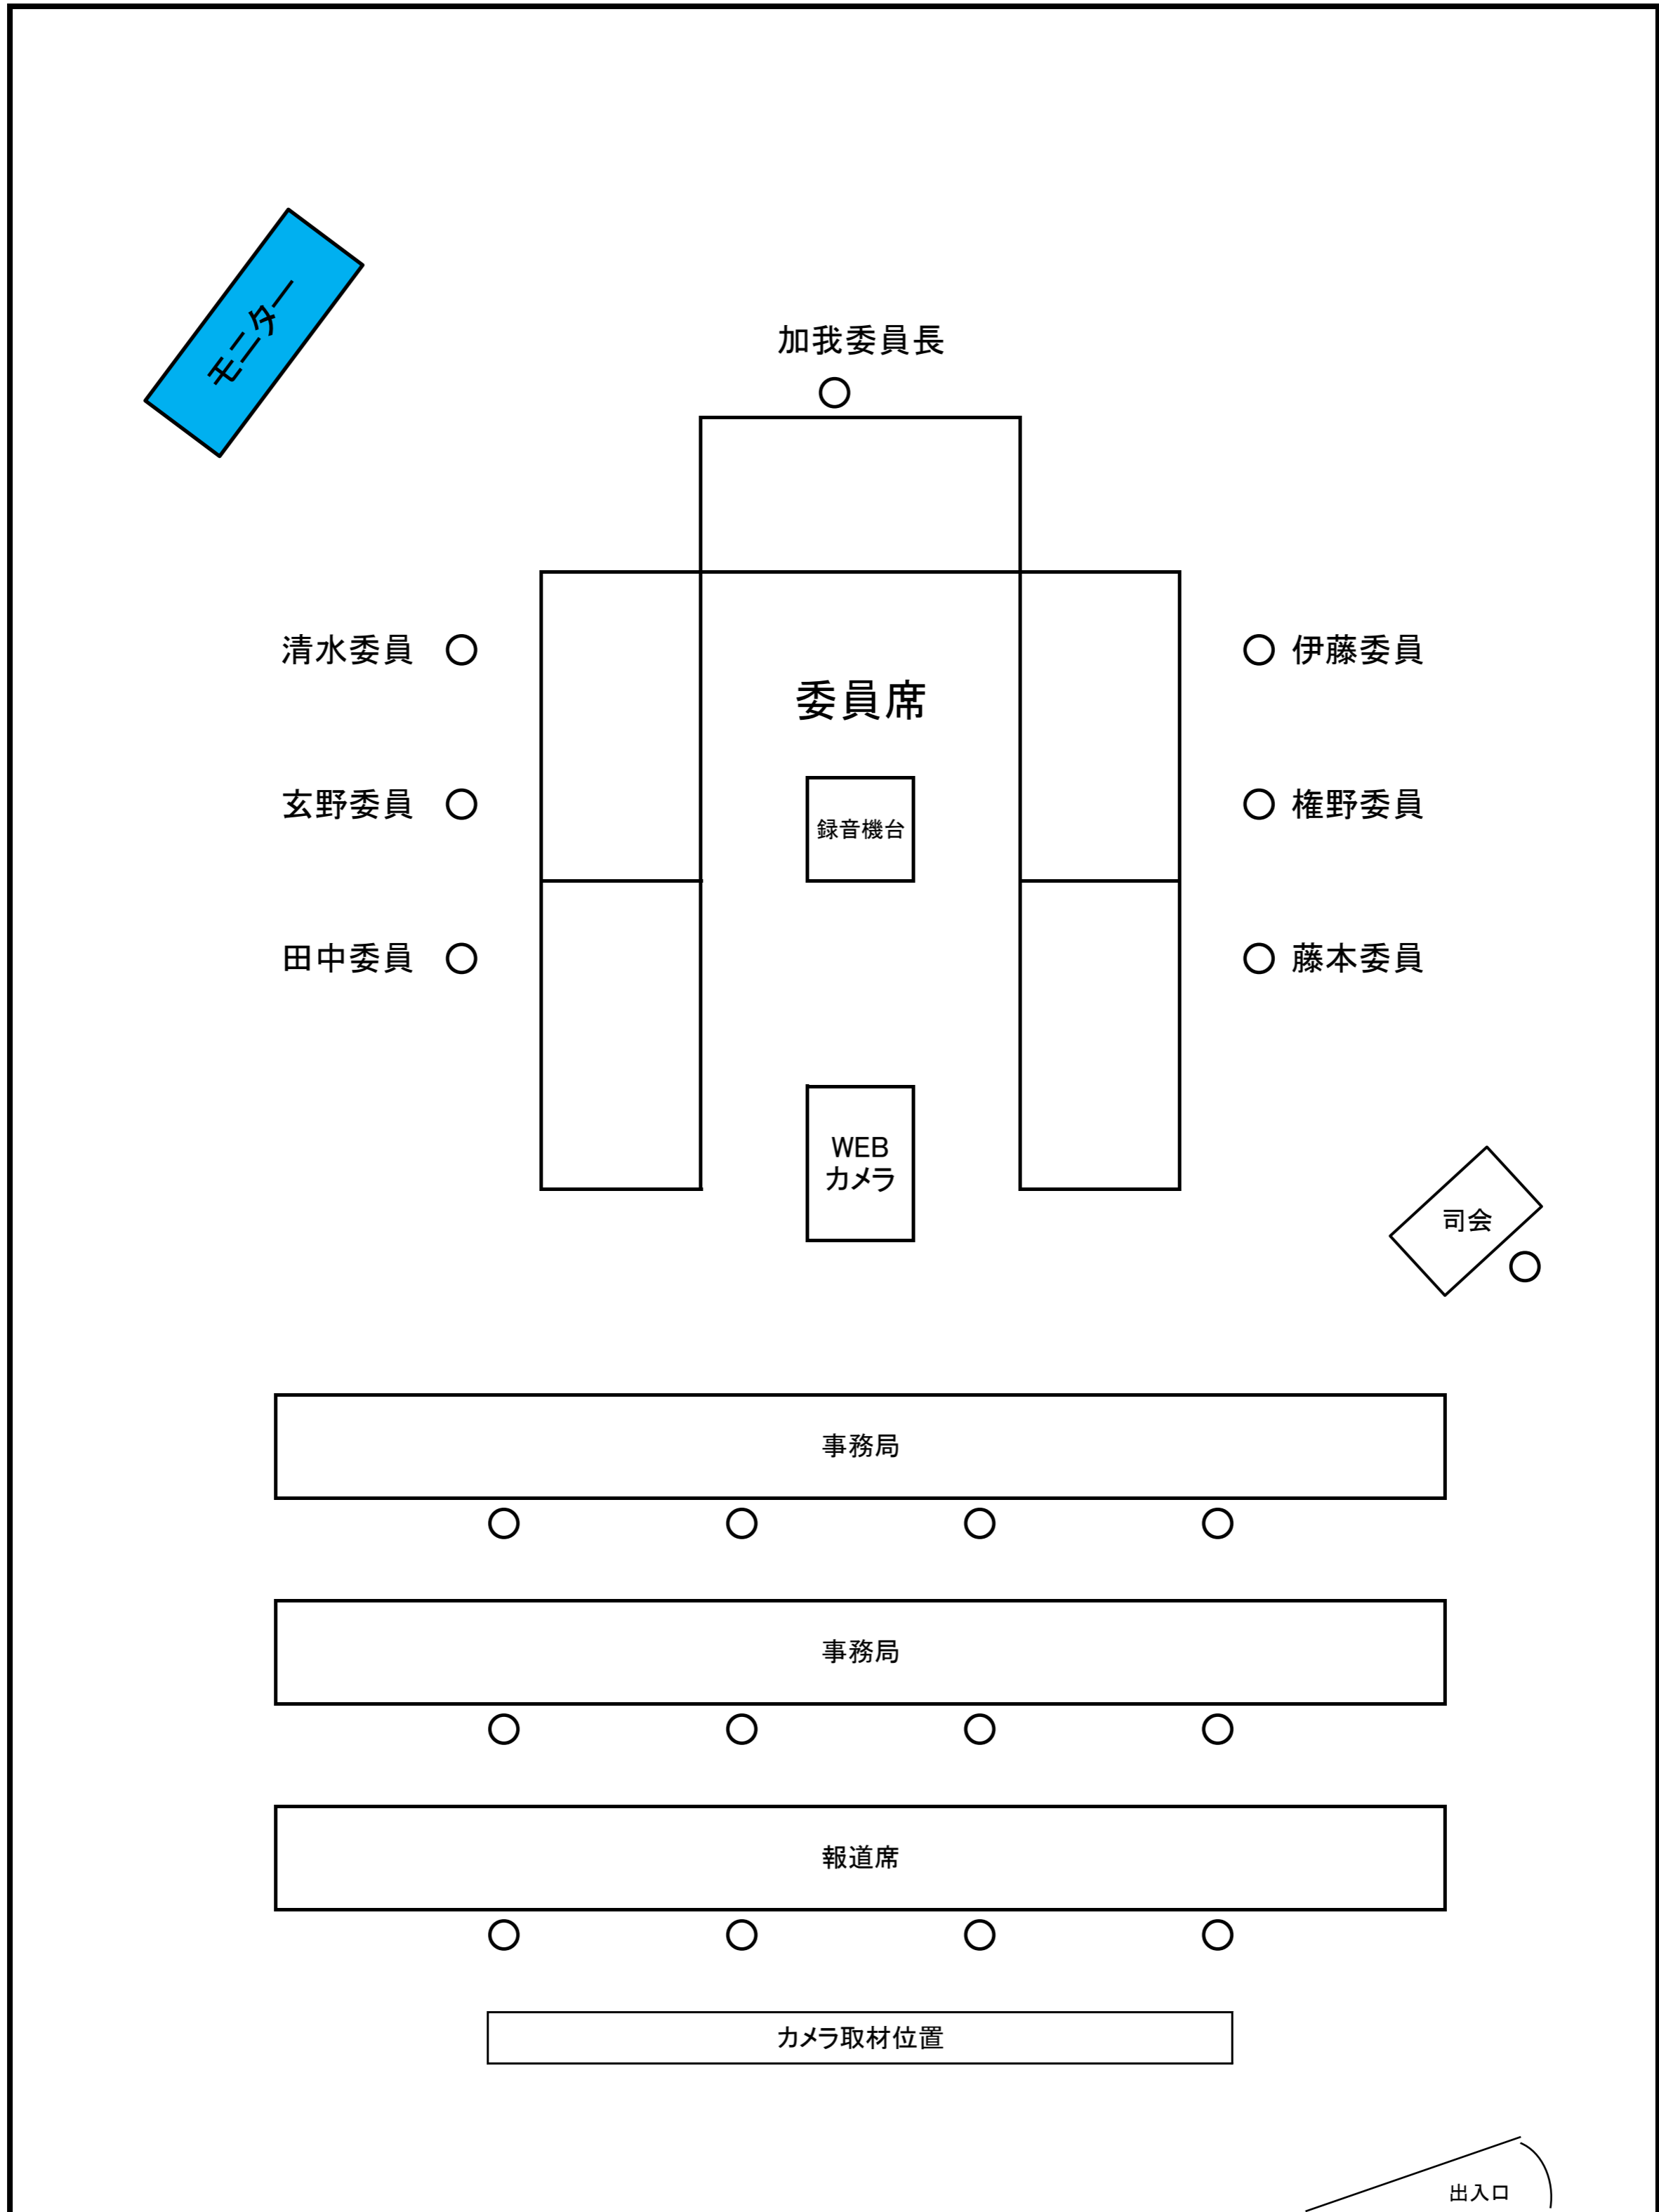 モニター
加我委員長
清水委員
伊藤委員
委員席
玄野委員
権野委員
録音機台
田中委員
藤本委員
WEB
カメラ
司会
事務局
事務局
報道席
カメラ取材位置
出入口